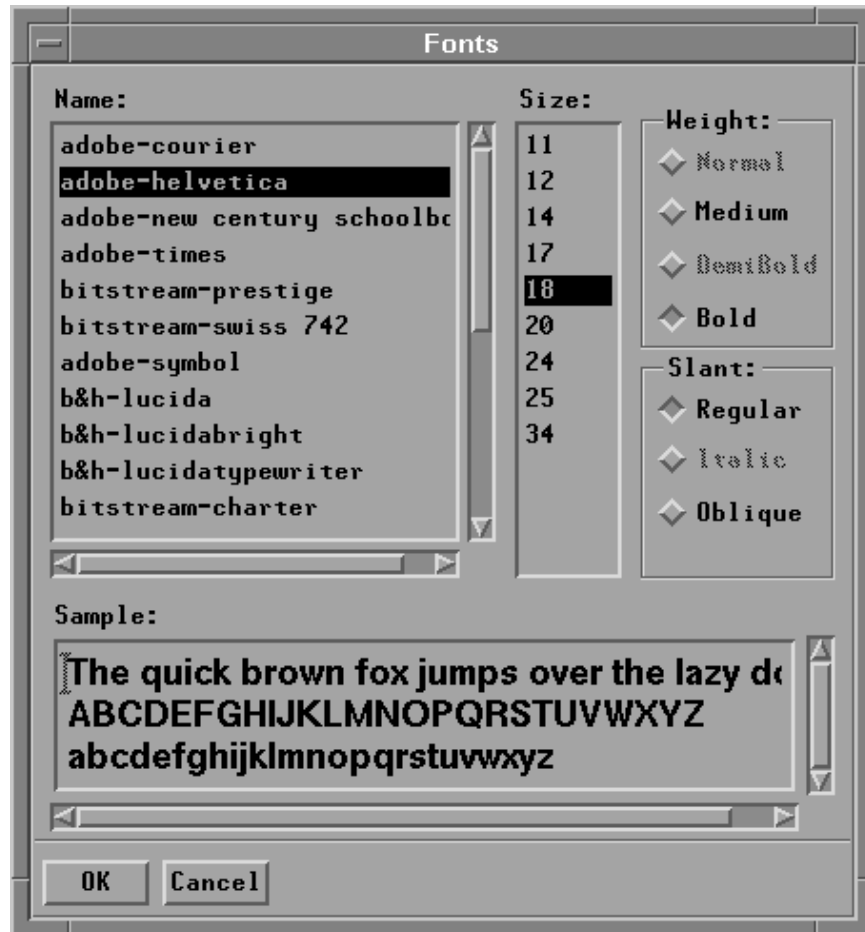 Fonts
Name:
adobe-courier
adobe-helvetica
adobe-new century schoolbo
adobe-times
bitstream-prestige
bitstream-swiss 742
adobe-symbol
b&h-lucida
b&h-lucidabright
b&h-lucidatypewriter
bitstream-charter
Size:
11
12
14
17
18
20
24
25
34
Weight:
Normal
Medium
DemiBold
Bold
Slant:
Regular
Italic
Oblique
Sample:
The quick brown fox jumps over the lazy do
ABCDEFGHIJKLMNOPQRSTUVWXYZ
abcdefghijklmnopqrstuvwxyz
OK
Cancel